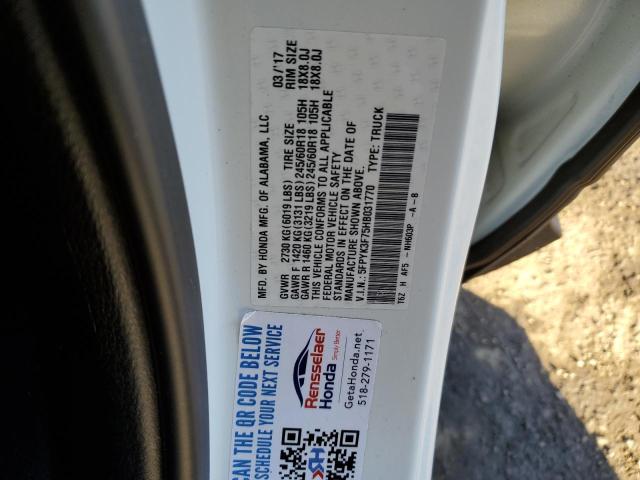 MFD. BY HONDA MFG. OF ALABAMA, LLC 03/17
GVWR 2730 KG(6019 LBS) TIRE SIZE RIM SIZE
GAWR F 1420 KG(3131 LBS) 245/60R18 105H 18X8.0J
GAWR R 1460 KG(3219 LBS) 245/60R18 105H 18X8.0J
THIS VEHICLE CONFORMS TO ALL APPLICABLE
FEDERAL MOTOR VEHICLE SAFETY
STANDARDS IN EFFECT ON THE DATE OF
MANUFACTURE SHOWN ABOVE.
V.I.N.: 5FPYK3F75HB031770 TYPE: TRUCK
T6Z H AF5 - NH603P -A - 8
CAN THE QR CODE BELOW
SCHEDULE YOUR NEXT SERVICE
Rensselaer
Honda Simply Better
GetaHonda.net
518-279-1171